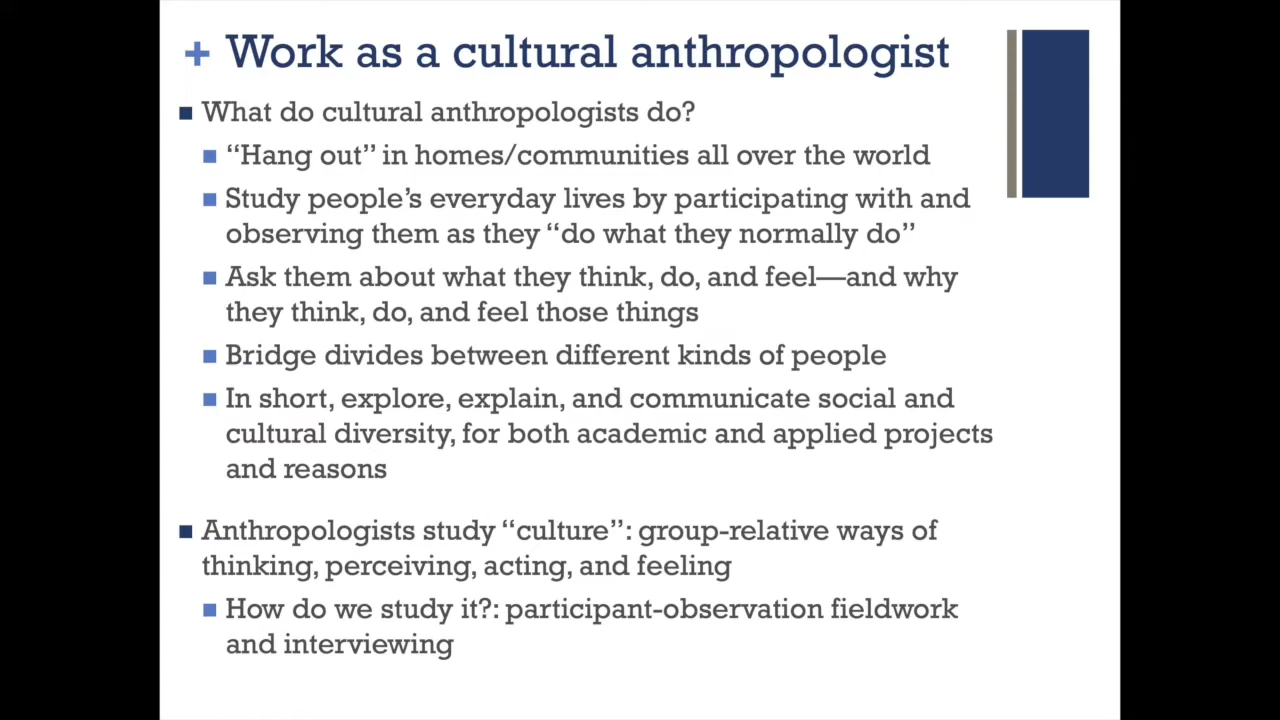 + Work as a cultural anthropologist
■ What do cultural anthropologists do?
■ “Hang out” in homes/communities all over the world
■ Study people’s everyday lives by participating with and
observing them as they “do what they normally do”
■ Ask them about what they think, do, and feel—and why
they think, do, and feel those things
■ Bridge divides between different kinds of people
■ In short, explore, explain, and communicate social and
cultural diversity, for both academic and applied projects
and reasons
■ Anthropologists study “culture”: group-relative ways of
thinking, perceiving, acting, and feeling
■ How do we study it?: participant-observation fieldwork
and interviewing